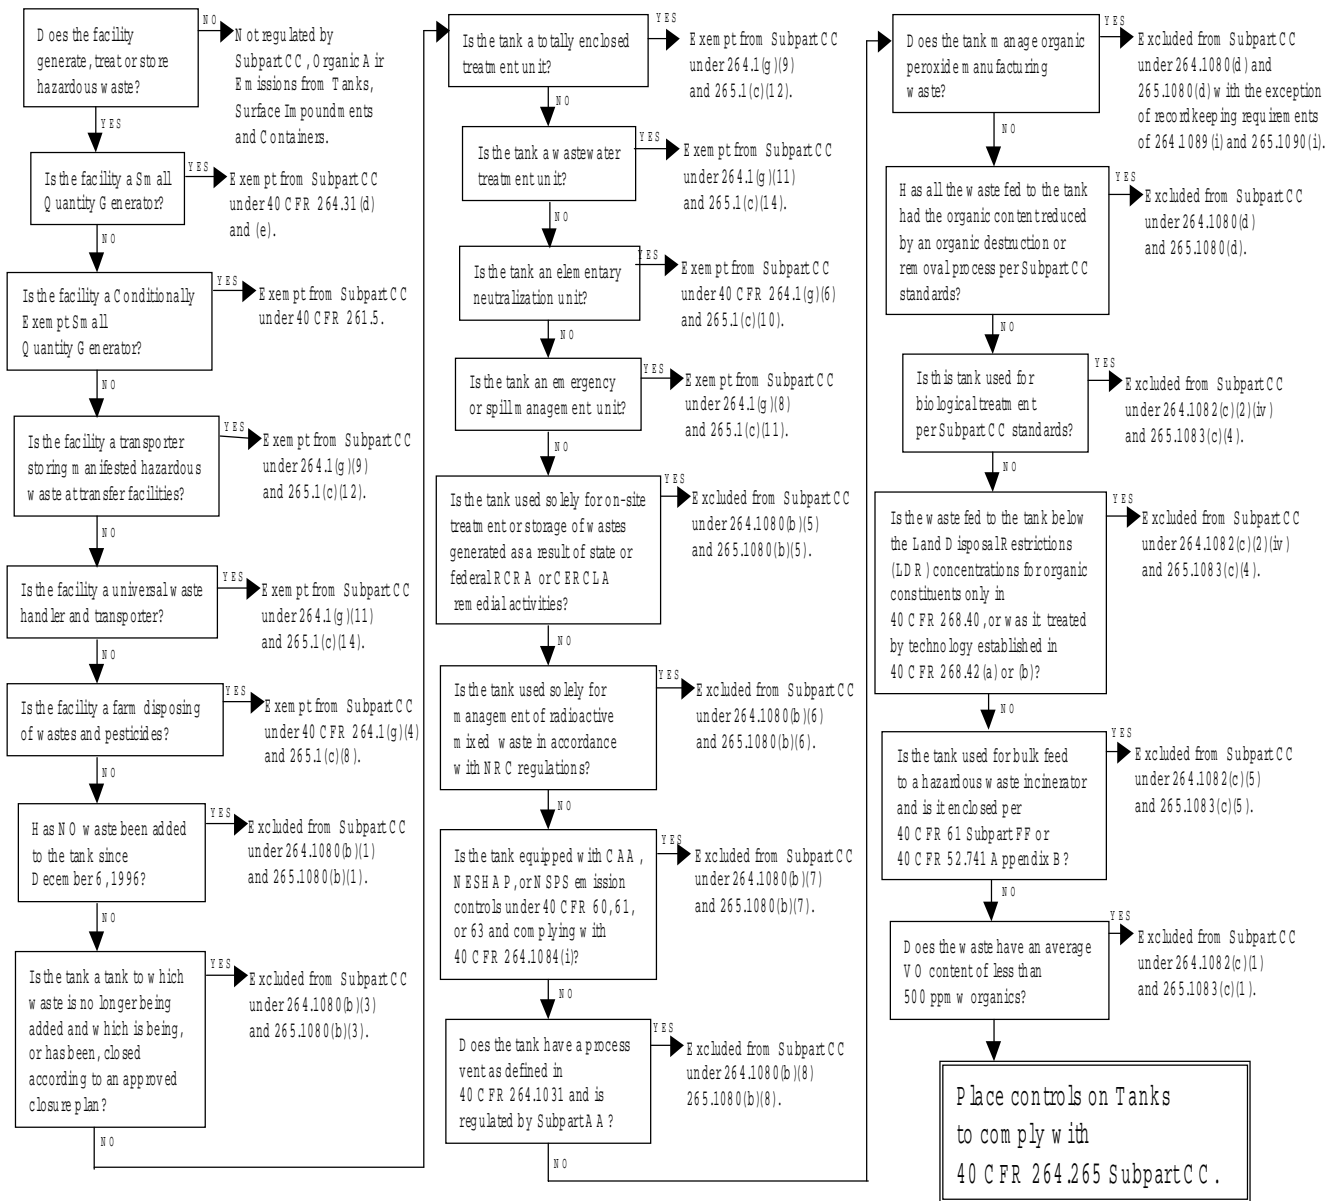 Does the facility
generate, treat or store
hazardous waste?
NO
Not regulated by
Subpart CC, Organic Air
Emissions from Tanks,
Surface Impoundments
and Containers.
YES
Is the facility a Small
Quantity Generator?
YES
Exempt from Subpart CC
under 40 CFR 264.31(d)
and (e).
NO
Is the facility a Conditionally
Exempt Small
Quantity Generator?
YES
Exempt from Subpart CC
under 40 CFR 261.5.
NO
Is the facility a transporter
storing manifested hazardous
waste at transfer facilities?
YES
Exempt from Subpart CC
under 264.1(g)(9)
and 265.1(c)(12).
NO
Is the facility a universal waste
handler and transporter?
YES
Exempt from Subpart CC
under 264.1(g)(11)
and 265.1(c)(14).
NO
Is the facility a farm disposing
of wastes and pesticides?
YES
Exempt from Subpart CC
under 40 CFR 264.1(g)(4)
and 265.1(c)(8).
NO
Has NO waste been added
to the tank since
December 6, 1996?
YES
Excluded from Subpart CC
under 264.1080(b)(1)
and 265.1080(b)(1).
NO
Is the tank a tank to which
waste is no longer being
added and which is being,
or has been, closed
according to an approved
closure plan?
YES
Excluded from Subpart CC
under 264.1080(b)(3)
and 265.1080(b)(3).
NO
Is the tank a totally enclosed
treatment unit?
YES
Exempt from Subpart CC
under 264.1(g)(9)
and 265.1(c)(12).
NO
Is the tank a wastewater
treatment unit?
YES
Exempt from Subpart CC
under 264.1(g)(11)
and 265.1(c)(14).
NO
Is the tank an elementary
neutralization unit?
YES
Exempt from Subpart CC
under 40 CFR 264.1(g)(6)
and 265.1(c)(10).
NO
Is the tank an emergency
or spill management unit?
YES
Exempt from Subpart CC
under 264.1(g)(8)
and 265.1(c)(11).
NO
Is the tank used solely for on-site
treatment or storage of wastes
generated as a result of state or
federal RCRA or CERCLA
remedial activities?
YES
Excluded from Subpart CC
under 264.1080(b)(5)
and 265.1080(b)(5).
NO
Is the tank used solely for
management of radioactive
mixed waste in accordance
with NRC regulations?
YES
Excluded from Subpart CC
under 264.1080(b)(6)
and 265.1080(b)(6).
NO
Is the tank equipped with CAA,
NESHAP, or NSPS emission
controls under 40 CFR 60, 61,
or 63 and complying with
40 CFR 264.1084(i)?
YES
Excluded from Subpart CC
under 264.1080(b)(7)
and 265.1080(b)(7).
NO
Does the tank have a process
vent as defined in
40 CFR 264.1031 and is
regulated by Subpart AA?
YES
Excluded from Subpart CC
under 264.1080(b)(8)
265.1080(b)(8).
NO
Does the tank manage organic
peroxide manufacturing
waste?
YES
Excluded from Subpart CC
under 264.1080(d) and
265.1080(d) with the exception
of recordkeeping requirements
of 264.1089(i) and 265.1090(i).
NO
Has all the waste fed to the tank
had the organic content reduced
by an organic destruction or
removal process per Subpart CC
standards?
YES
Excluded from Subpart CC
under 264.1080(d)
and 265.1080(d).
NO
Is this tank used for
biological treatment
per Subpart CC standards?
YES
Excluded from Subpart CC
under 264.1082(c)(2)(iv)
and 265.1083(c)(4).
NO
Is the waste fed to the tank below
the Land Disposal Restrictions
(LDR) concentrations for organic
constituents only in
40 CFR 268.40, or was it treated
by technology established in
40 CFR 268.42(a) or (b)?
YES
Excluded from Subpart CC
under 264.1082(c)(2)(iv)
and 265.1083(c)(4).
NO
Is the tank used for bulk feed
to a hazardous waste incinerator
and is it enclosed per
40 CFR 61 Subpart FF or
40 CFR 52.741 Appendix B?
YES
Excluded from Subpart CC
under 264.1082(c)(5)
and 265.1083(c)(5).
NO
Does the waste have an average
VO content of less than
500 ppmw organics?
YES
Excluded from Subpart CC
under 264.1082(c)(1)
and 265.1083(c)(1).
Place controls on Tanks
to comply with
40 CFR 264.265 Subpart CC.